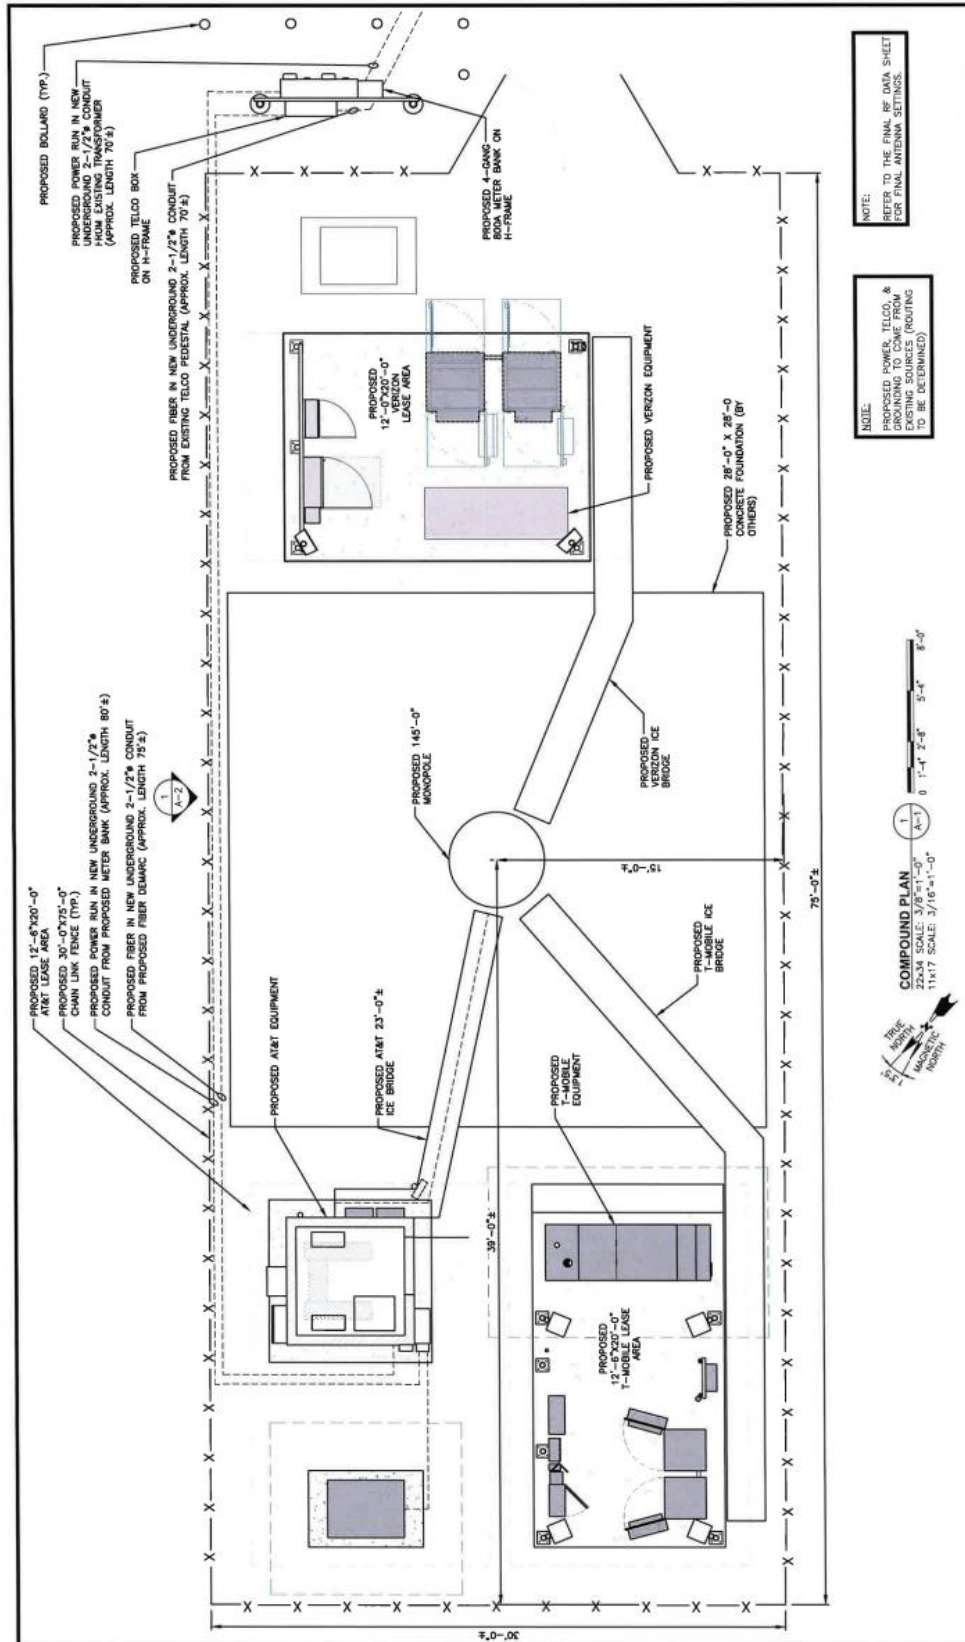 PROPOSED 12'-6"X20'-0"
AT&T LEASE AREA
PROPOSED 30'-0"X75'-0"
CHAIN LINK FENCE (TYP.)
PROPOSED POWER RUN IN NEW UNDERGROUND 2-1/2"ø
CONDUIT FROM PROPOSED METER BANK (APPROX. LENGTH 80'±)
PROPOSED FIBER IN NEW UNDERGROUND 2-1/2"ø CONDUIT
FROM PROPOSED FIBER DEMARC (APPROX. LENGTH 75'±)
1
A-2
PROPOSED BOLLARD (TYP.)
PROPOSED POWER RUN IN NEW
UNDERGROUND 2-1/2"ø CONDUIT
FROM EXISTING TRANSFORMER
(APPROX. LENGTH 70'±)
PROPOSED TELCO BOX
ON H-FRAME
PROPOSED FIBER IN NEW UNDERGROUND 2-1/2"ø CONDUIT
FROM EXISTING TELCO PEDESTAL (APPROX. LENGTH 70'±)
PROPOSED 4-GANG
800A METER BANK ON
H-FRAME
PROPOSED AT&T EQUIPMENT
PROPOSED AT&T 23'-0"±
ICE BRIDGE
PROPOSED 145'-0"
MONOPOLE
PROPOSED
12'-0"X20'-0"
VERIZON
LEASE AREA
PROPOSED VERIZON EQUIPMENT
PROPOSED 28'-0" X 28'-0
CONCRETE FOUNDATION (BY
OTHERS)
PROPOSED
VERIZON ICE
BRIDGE
39'-0"±
15'-0"±
PROPOSED
T-MOBILE
EQUIPMENT
PROPOSED
T-MOBILE ICE
BRIDGE
PROPOSED
12'-6"X20'-0"
T-MOBILE LEASE
AREA
30'-0"±
75'-0"±
TRUE
NORTH
MAGNETIC
NORTH
COMPOUND PLAN
22x34 SCALE: 3/8"=1'-0"
11x17 SCALE: 3/16"=1'-0"
1
A-1
0 1'-4" 2'-8" 5'-4" 8'-0"
NOTE:
PROPOSED POWER, TELCO, &
GROUNDING TO COME FROM
EXISTING SOURCES (ROUTING
TO BE DETERMINED)
NOTE:
REFER TO THE FINAL RF DATA SHEET
FOR FINAL ANTENNA SETTINGS.